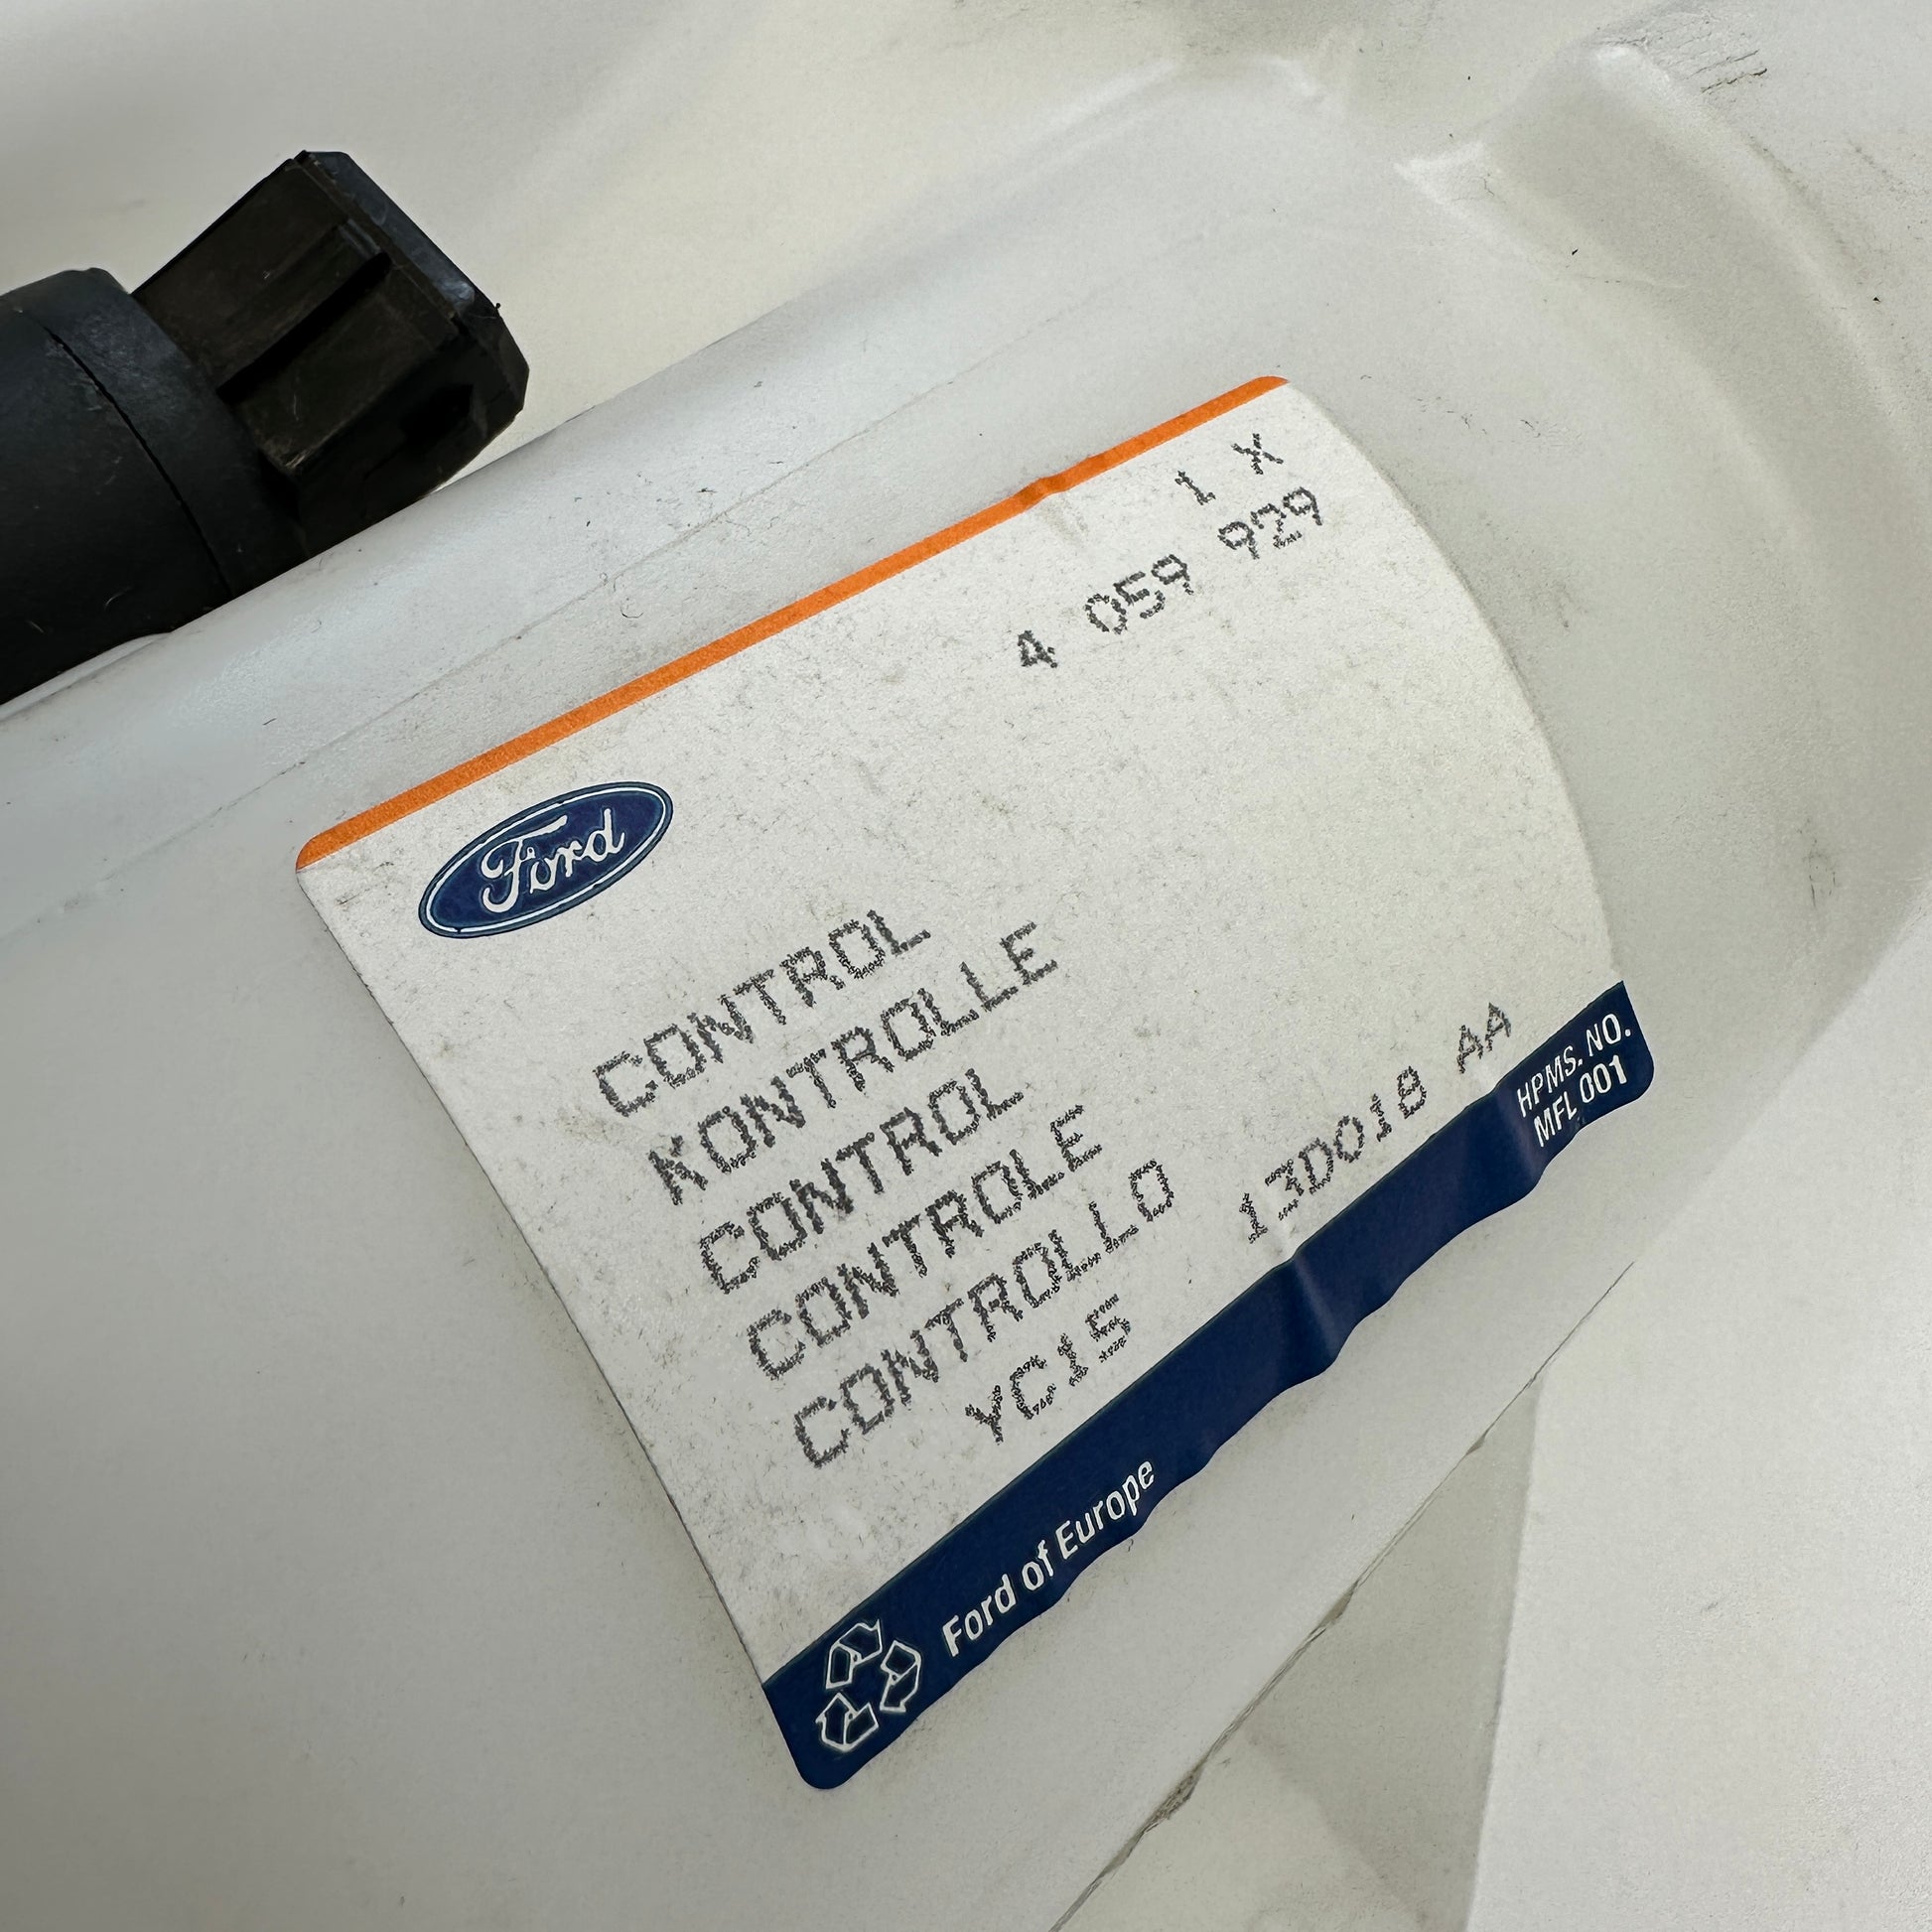 1 X
4 059 929
Ford
CONTROL
KONTROLLE
CONTROL
CONTROLE
CONTROLLO
YC15 13D018 AA
Ford of Europe
HPMS. NO.
MFL 001